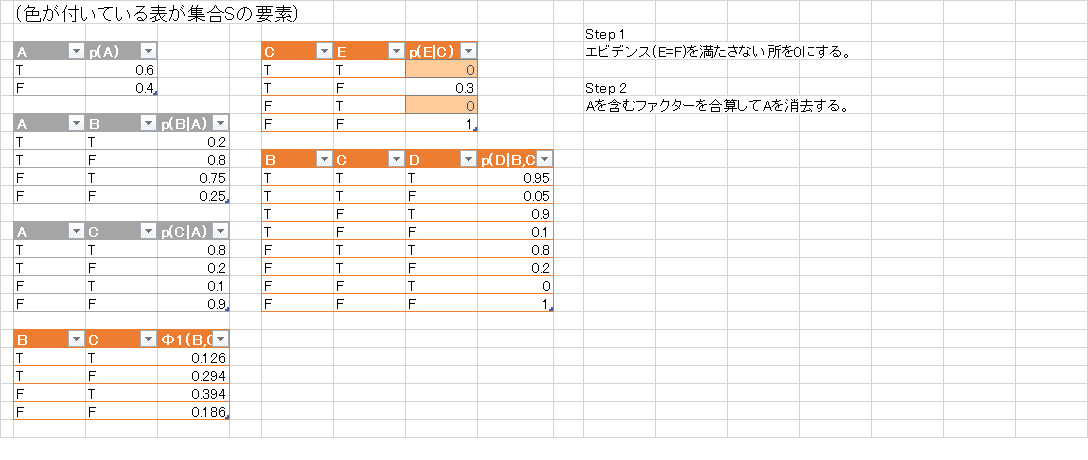 (色が付いている表が集合Sの要素)
A p(A)
T 0.6
F 0.4
A B p(B|A)
T T 0.2
T F 0.8
F T 0.75
F F 0.25
A C p(C|A)
T T 0.8
T F 0.2
F T 0.1
F F 0.9
B C Φ1(B,C
T T 0.126
T F 0.294
F T 0.394
F F 0.186
C E p(E|C)
T T 0
T F 0.3
F T 0
F F 1
B C D p(D|B,C
T T T 0.95
T T F 0.05
T F T 0.9
T F F 0.1
F T T 0.8
F T F 0.2
F F T 0
F F F 1
Step 1
エビデンス(E=F)を満たさない所を0にする。
Step 2
Aを含むファクターを合算してAを消去する。